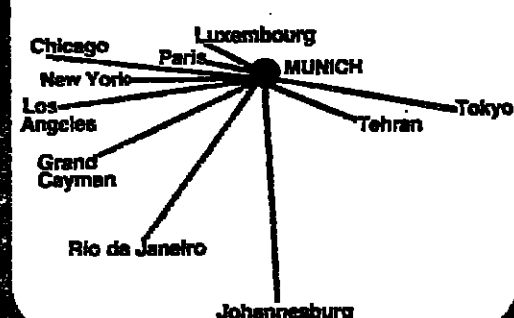 Luxembourg
Chicago
Paris
MUNICH
New York
Los
Angeles
Tokyo
Tehran
Grand
Cayman
Rio de Janeiro
Johannesburg